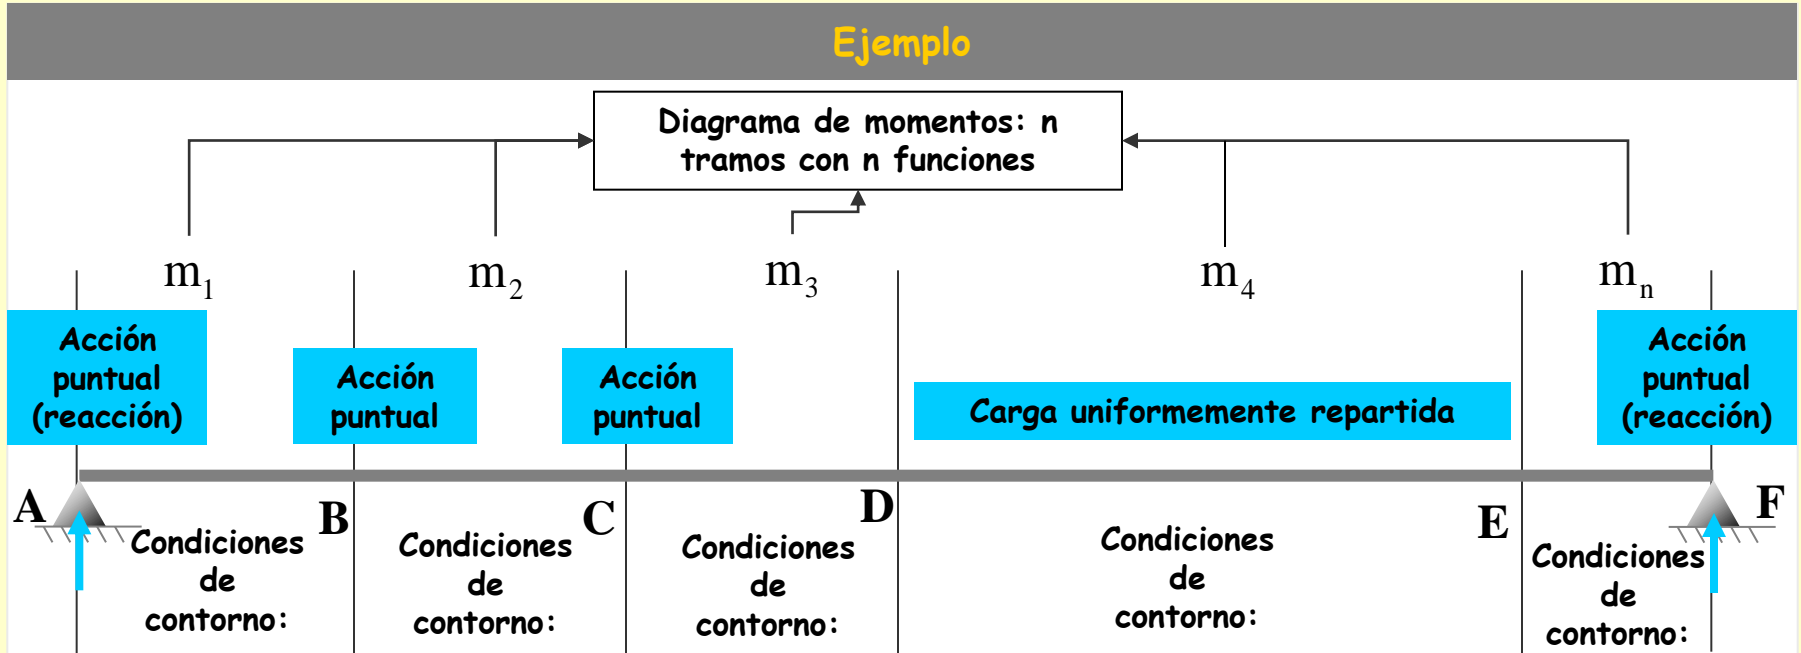 Ejemplo
Diagrama de momentos: n
tramos con n funciones
m1
m2
m3
m4
mn
Acción
puntual
(reacción)
Acción
puntual
Acción
puntual
Carga uniformemente repartida
Acción
puntual
(reacción)
A
B
C
D
E
F
Condiciones
de
contorno:
Condiciones
de
contorno:
Condiciones
de
contorno:
Condiciones
de
contorno:
Condiciones
de
contorno: